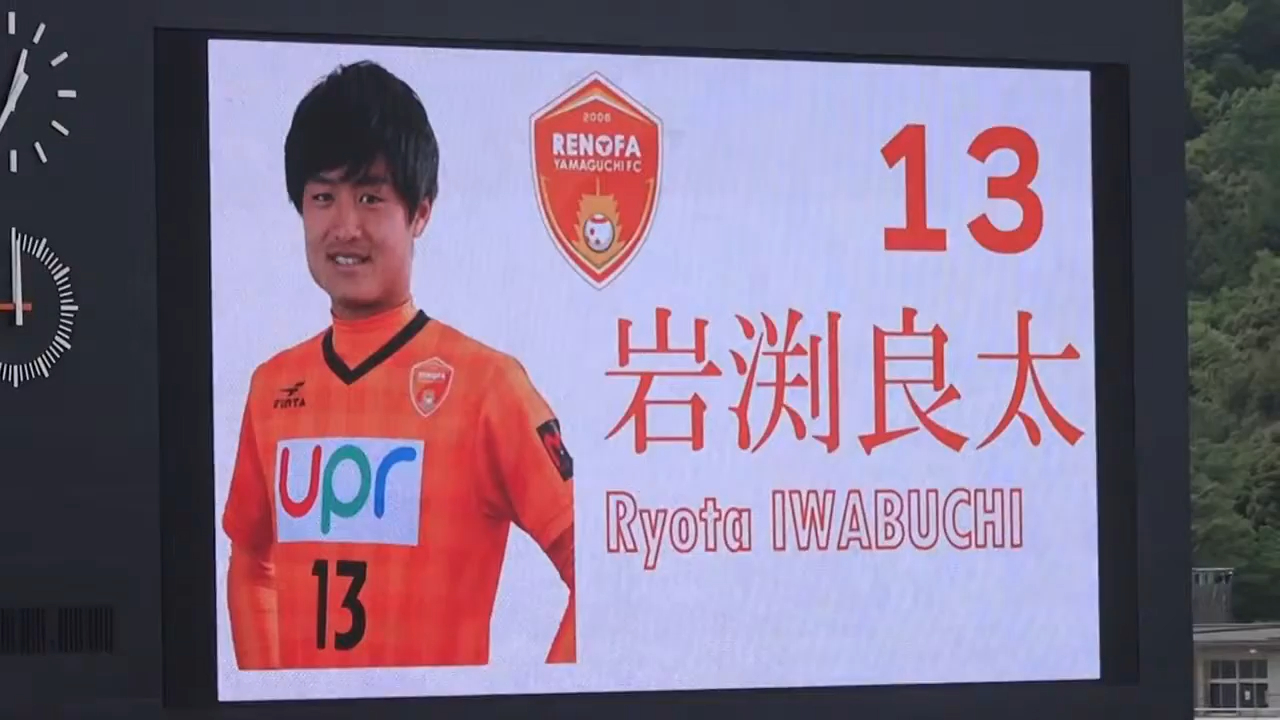 2006
RENOFA
YAMAGUCHI FC
13
岩渕良太
Ryota IWABUCHI
FINTA
upr
13